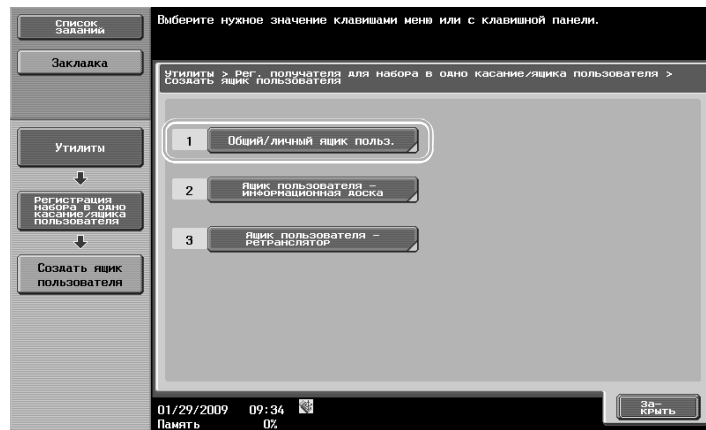 Список
заданий
Закладка
Утилиты
Регистрация
набора в одно
касание/ящика
пользователя
Создать ящик
пользователя
Выберите нужное значение клавишами меню или с клавишной панели.
Утилиты > Рег. получателя для набора в одно касание/ящика пользователя >
Создать ящик пользователя
1 Общий/личный ящик польз.
2 Ящик пользователя –
информационная доска
3 Ящик пользователя –
ретранслятор
01/29/2009 09:34
Память 0%
За-
крыть